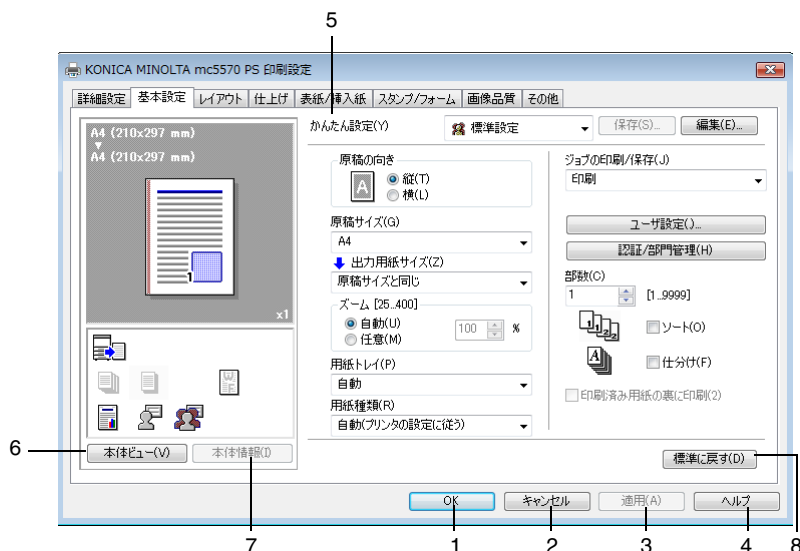 5
KONICA MINOLTA mc5570 PS 印刷設定
詳細設定 基本設定 レイアウト 仕上げ 表紙/挿入紙 スタンプ/フォーム 画像品質 その他
A4 (210x297 mm)
A4 (210x297 mm)
1
x1
かんたん設定(Y) 標準設定 保存(S)... 編集(E)...
原稿の向き
A
縦(T)
横(L)
原稿サイズ(G)
A4
出力用紙サイズ(Z)
原稿サイズと同じ
ズーム [25..400]
自動(U) 100 %
任意(M)
用紙トレイ(P)
自動
用紙種類(R)
自動(プリンタの設定に従う)
ジョブの印刷/保存(J)
印刷
ユーザ設定()...
認証/部門管理(H)
部数(C)
1 [1..9999]
1 1 2 2 ソート(O)
A 仕分け(F)
印刷済み用紙の裏に印刷(2)
W
F
6 本体ビュー(V) 本体情報(I)
標準に戻す(D)
OK キャンセル 適用(A) ヘルプ
7 1 2 3 4 8